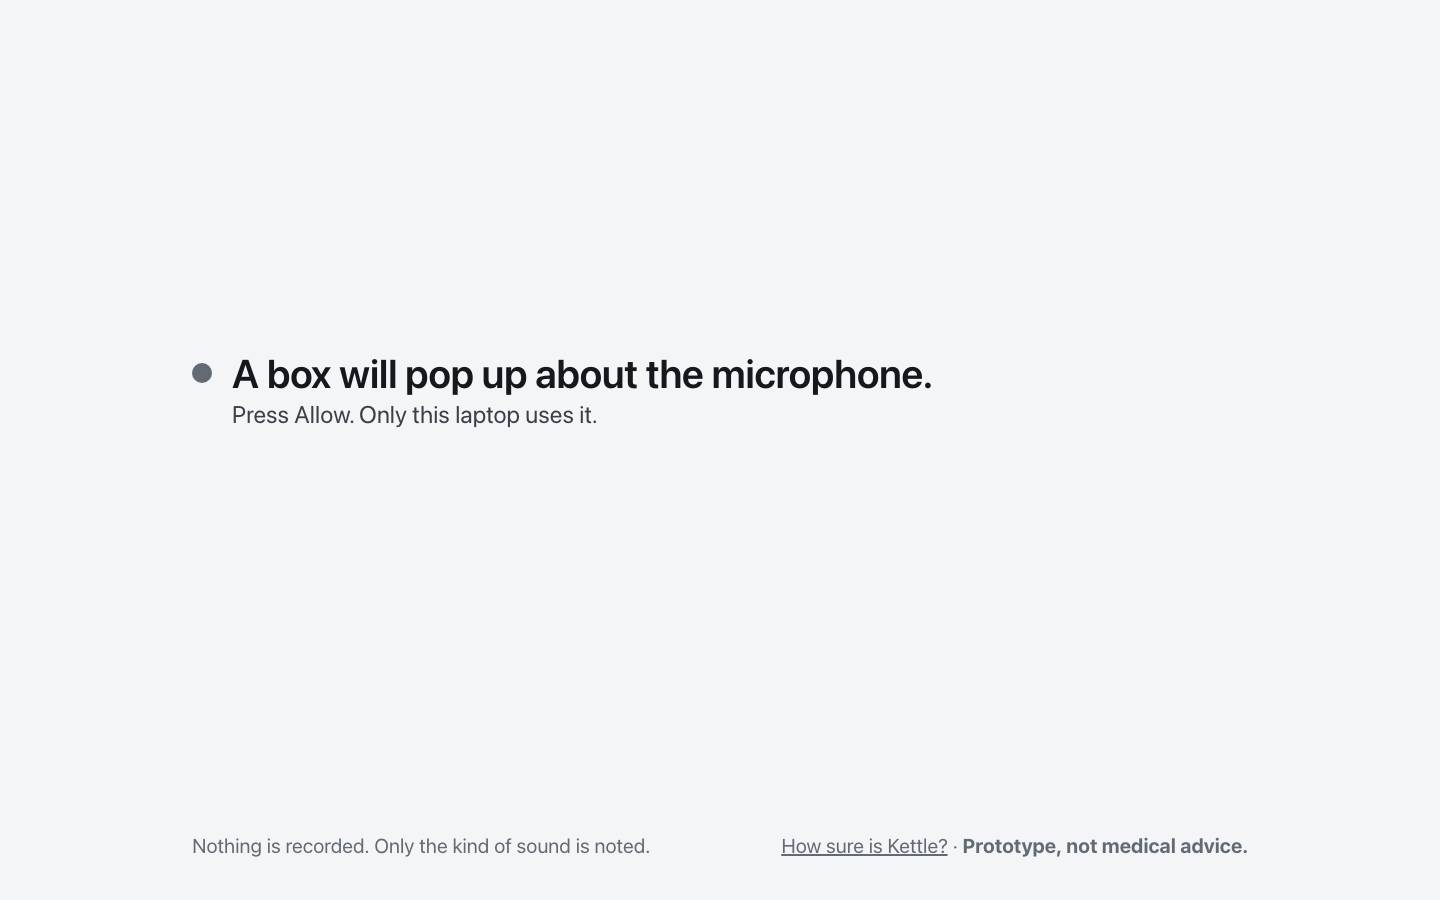 A box will pop up about the microphone.
Press Allow. Only this laptop uses it.
Nothing is recorded. Only the kind of sound is noted.
How sure is Kettle? · Prototype, not medical advice.